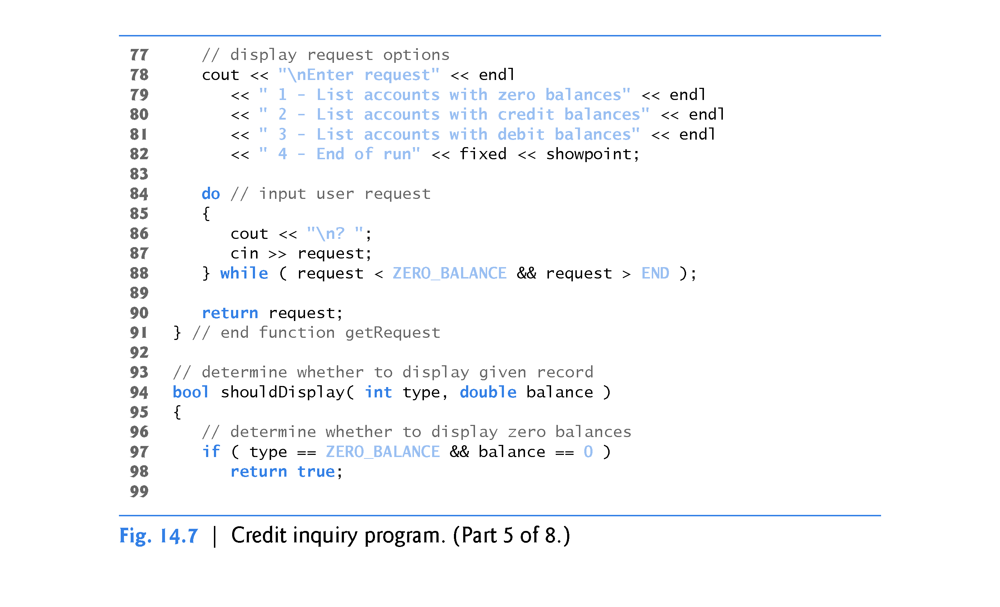 77 // display request options
78 cout << "\nEnter request" << endl
79 << " 1 - List accounts with zero balances" << endl
80 << " 2 - List accounts with credit balances" << endl
81 << " 3 - List accounts with debit balances" << endl
82 << " 4 - End of run" << fixed << showpoint;
83
84 do // input user request
85 {
86 cout << "\n? ";
87 cin >> request;
88 } while ( request < ZERO_BALANCE && request > END );
89
90 return request;
91 } // end function getRequest
92
93 // determine whether to display given record
94 bool shouldDisplay( int type, double balance )
95 {
96 // determine whether to display zero balances
97 if ( type == ZERO_BALANCE && balance == 0 )
98 return true;
99
Fig. 14.7 | Credit inquiry program. (Part 5 of 8.)